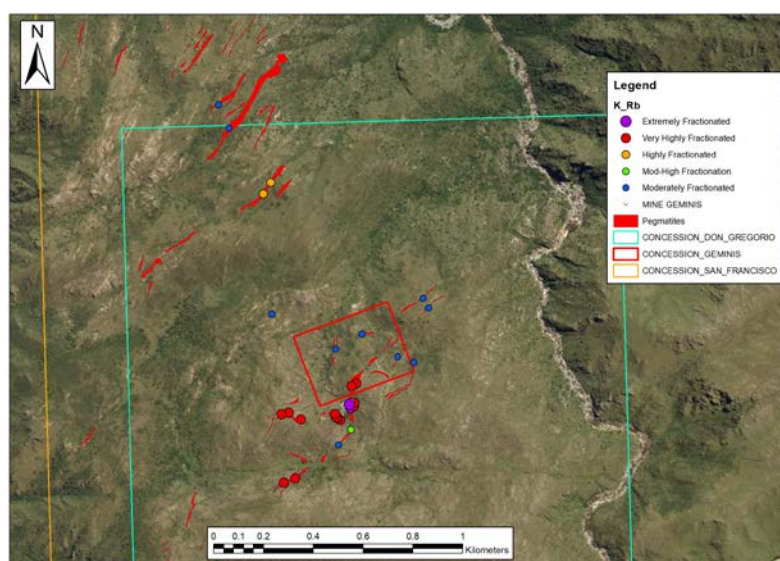 N
Legend
K_Rb
Extremely Fractionated
Very Highly Fractionated
Highly Fractionated
Mod-High Fractionation
Moderately Fractionated
MINE GEMINIS
Pegmatites
CONCESSION_DON_GREGORIO
CONCESSION_GEMINIS
CONCESSION_SAN_FRANCISCO
0 0.1 0.2 0.4 0.6 0.8 1
Kilometers